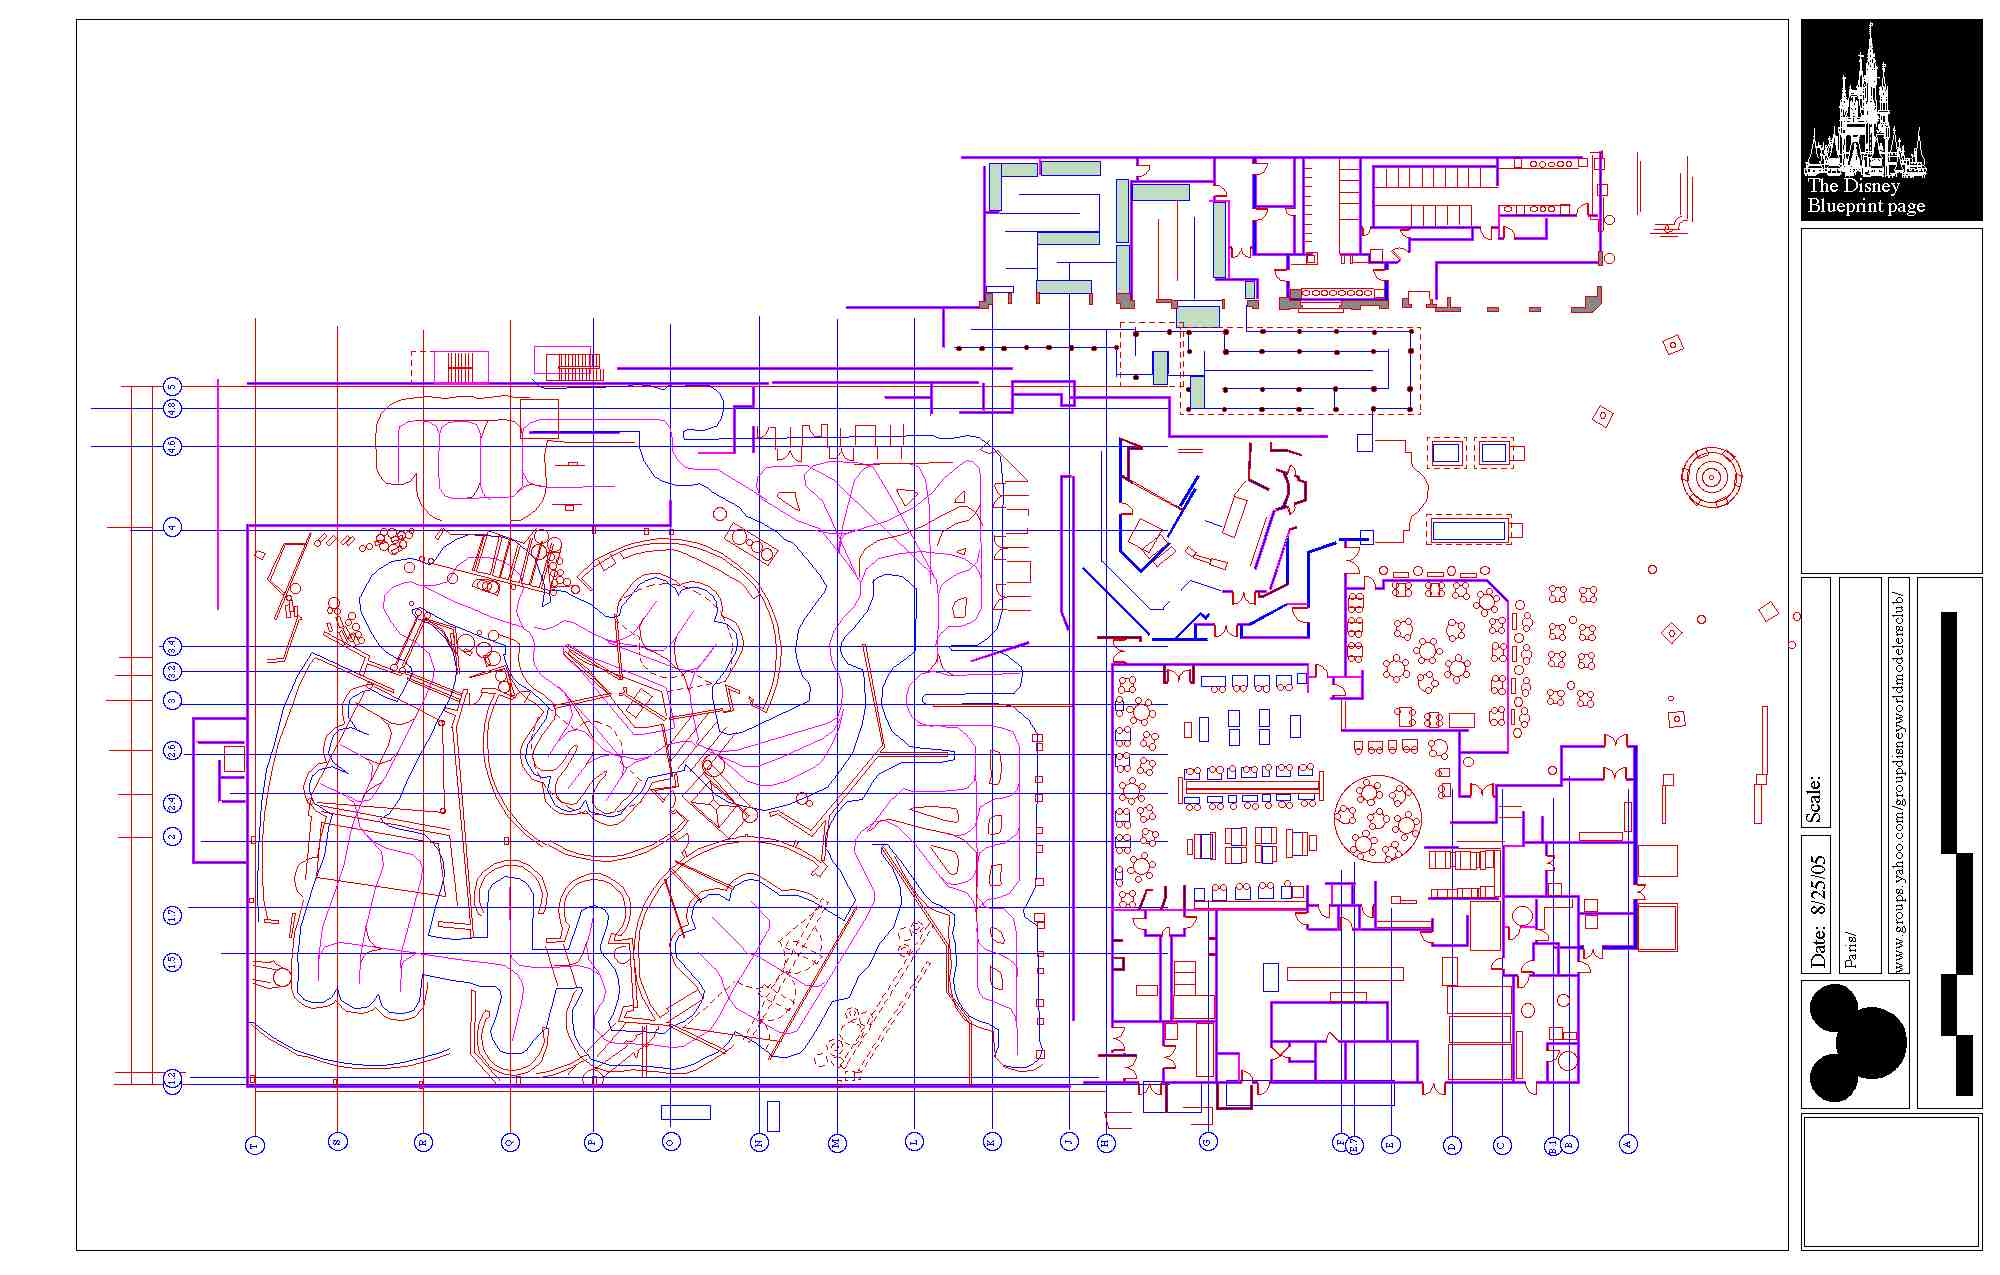 The Disney
Blueprint page
5
4.8
4.6
4
3.4
3.2
3
2.6
2.4
2
1.7
1.5
1.2
T
S
R
Q
P
O
N
M
L
K
J
H
G
F
E.7
E
D
C
B.1
B
A
Scale:
Date: 8/25/05
Paris/
www.groups.yahoo.com/groupdisneyworldmodelersclub/